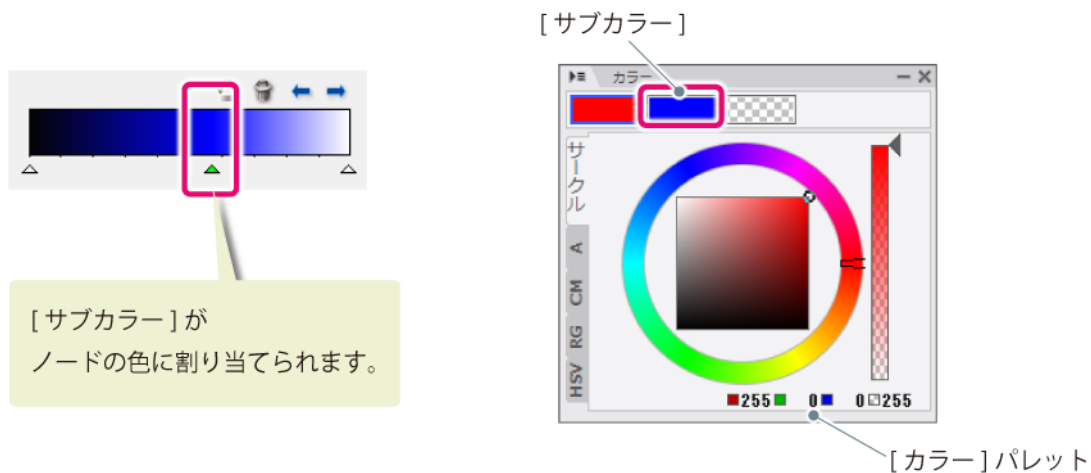 [ サブカラー ]
カラー
サークル
A
CM
RG
HSV
255 0 0 255
[ サブカラー ] が
ノードの色に割り当てられます。
[ カラー ] パレット